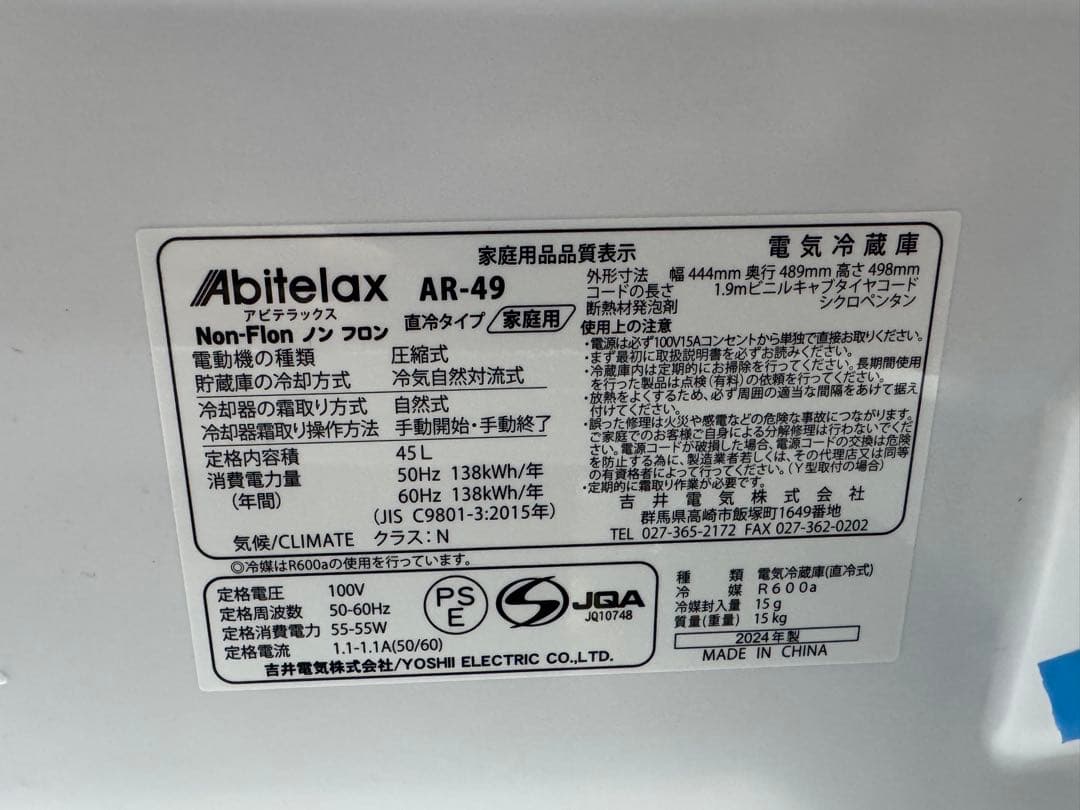 家庭用品品質表示
電気冷蔵庫
Abitelax
アビテラックス
AR-49
Non-Flon ノン フロン
直冷タイプ 家庭用
電動機の種類 圧縮式
貯蔵庫の冷却方式 冷気自然対流式
冷却器の霜取り方式 自然式
冷却器霜取り操作方法 手動開始・手動終了
定格内容積 45L
消費電力量 50Hz 138kWh/年
(年間) 60Hz 138kWh/年
(JIS C9801-3:2015年)
気候/CLIMATE クラス:N
◎冷媒はR600aの使用を行っています。
外形寸法 幅 444mm 奥行 489mm 高さ 498mm
コードの長さ 1.9mビニルキャブタイヤコード
断熱材発泡剤 シクロペンタン
使用上の注意
・電源は必ず100V15Aコンセントから単独で直接お取りください。
・まず最初に取扱説明書を必ずお読みください。
・冷蔵庫内は定期的にお掃除を行ってください。長期間使用
を行った製品は点検(有料)の依頼を行ってください。
・放熱をよくするため、必ず周囲の適当な間隔をあけて据え
付けてください。
・誤った修理は火災や感電などの危険な事故につながります。
ご家庭でのお客様ご自身による分解修理は行わないでくだ
さい。電源コードが破損した場合、電源コードの交換は危険
を防止する為に、製造業者若しくは、その代理店又は同等
の有資格者によって行ってください。(Y型取付の場合)
・定期的に霜取り作業が必要です。
吉井電気株式会社
群馬県高崎市飯塚町1649番地
TEL 027-365-2172 FAX 027-362-0202
定格電圧 100V
定格周波数 50-60Hz
定格消費電力 55-55W
定格電流 1.1-1.1A(50/60)
PS
E
JQA
JQ10748
吉井電気株式会社/YOSHII ELECTRIC CO.,LTD.
種類 電気冷蔵庫(直冷式)
冷媒 R600a
冷媒封入量 15g
質量(重量) 15kg
2024年製
MADE IN CHINA